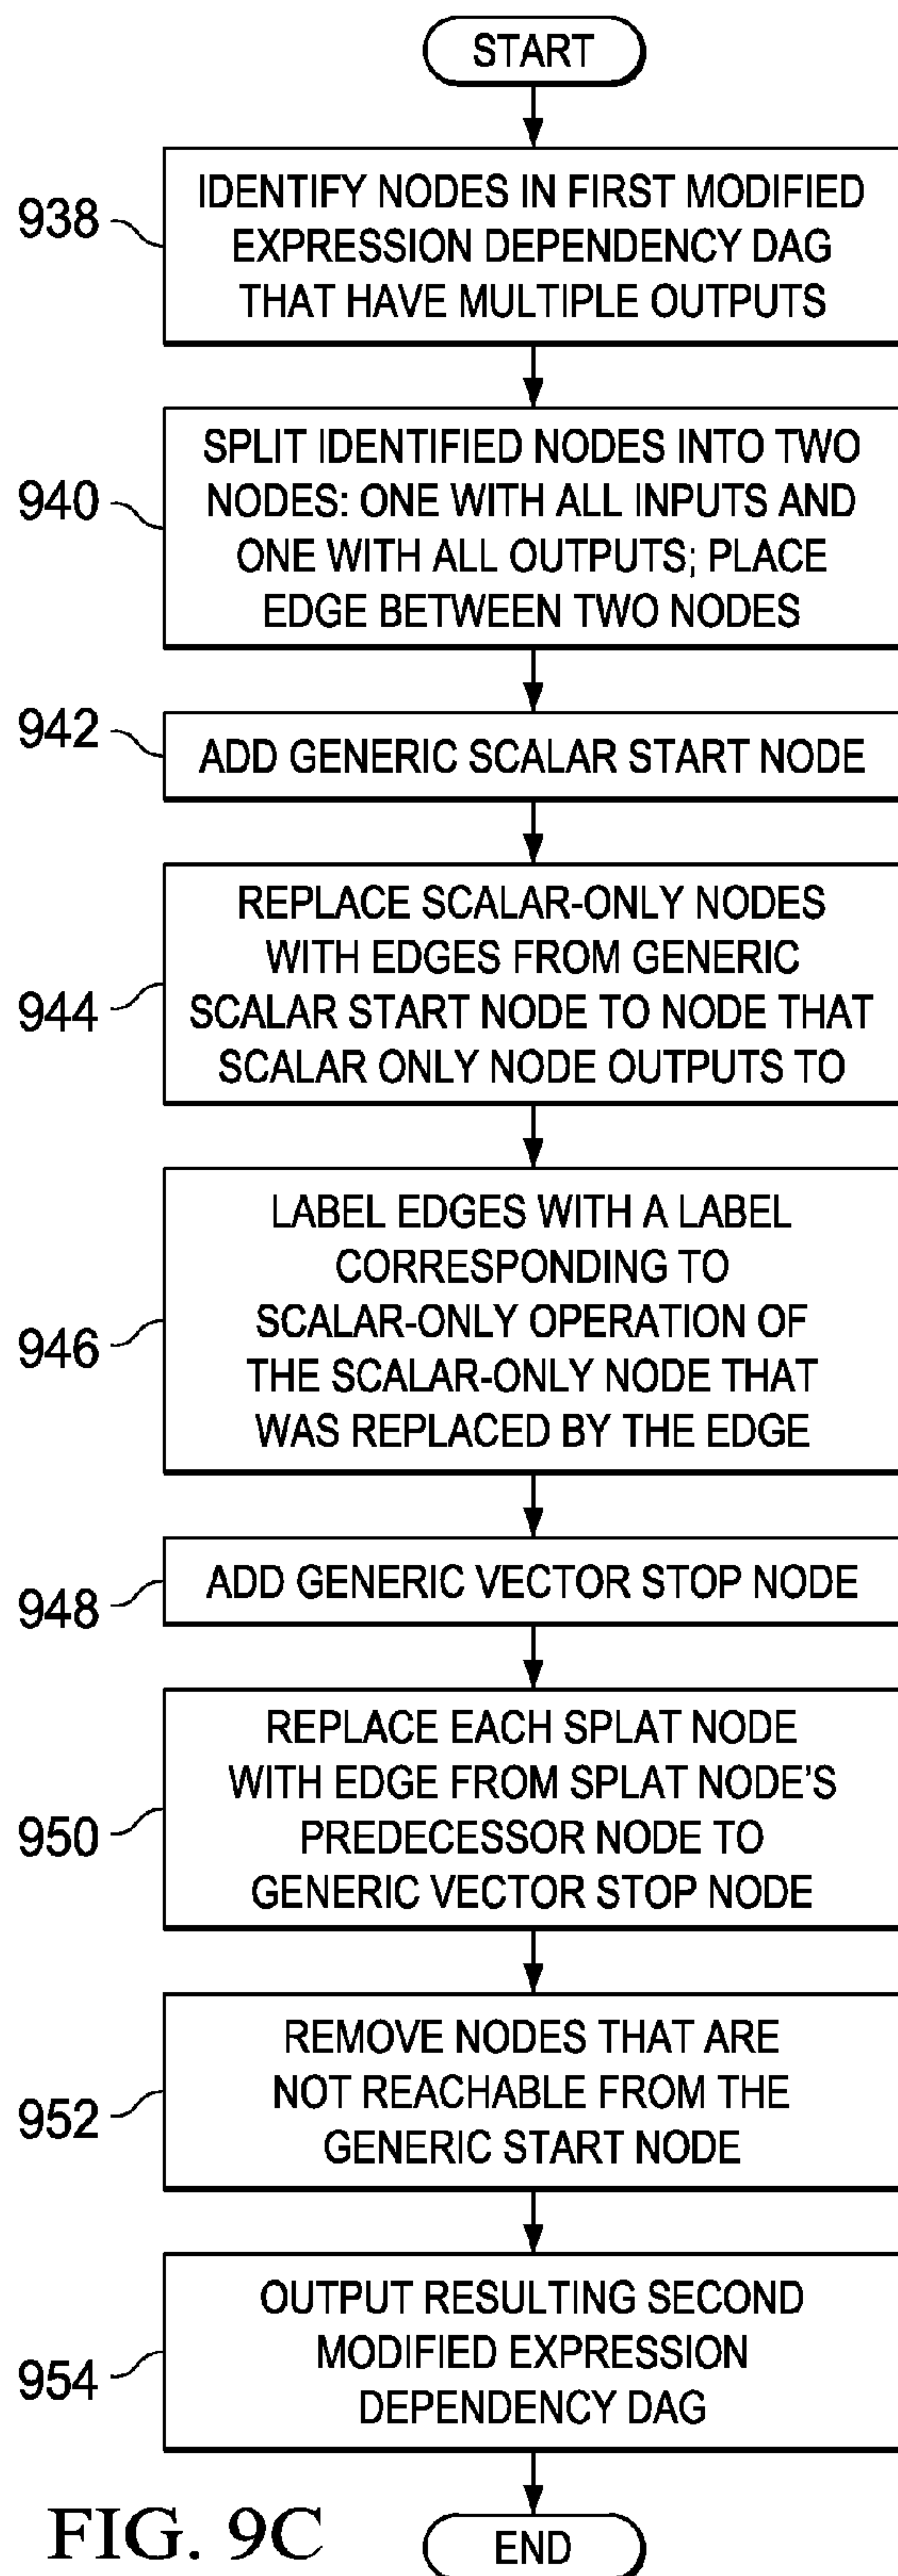 START
938
IDENTIFY NODES IN FIRST MODIFIED
EXPRESSION DEPENDENCY DAG
THAT HAVE MULTIPLE OUTPUTS
940
SPLIT IDENTIFIED NODES INTO TWO
NODES: ONE WITH ALL INPUTS AND
ONE WITH ALL OUTPUTS; PLACE
EDGE BETWEEN TWO NODES
942
ADD GENERIC SCALAR START NODE
944
REPLACE SCALAR-ONLY NODES
WITH EDGES FROM GENERIC
SCALAR START NODE TO NODE THAT
SCALAR ONLY NODE OUTPUTS TO
946
LABEL EDGES WITH A LABEL
CORRESPONDING TO
SCALAR-ONLY OPERATION OF
THE SCALAR-ONLY NODE THAT
WAS REPLACED BY THE EDGE
948
ADD GENERIC VECTOR STOP NODE
950
REPLACE EACH SPLAT NODE
WITH EDGE FROM SPLAT NODE'S
PREDECESSOR NODE TO
GENERIC VECTOR STOP NODE
952
REMOVE NODES THAT ARE
NOT REACHABLE FROM THE
GENERIC START NODE
954
OUTPUT RESULTING SECOND
MODIFIED EXPRESSION
DEPENDENCY DAG
END
FIG. 9C